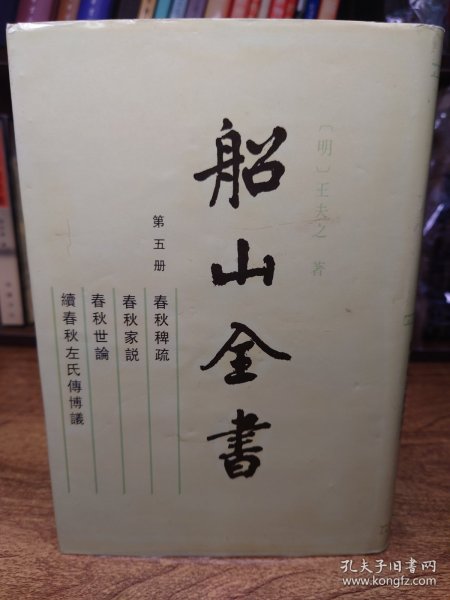 〔明〕王夫之 著
船山全書
第五册
春秋稗疏
春秋家説
春秋世論
續春秋左氏傳博議
孔夫子旧书网
www.kongfz.com